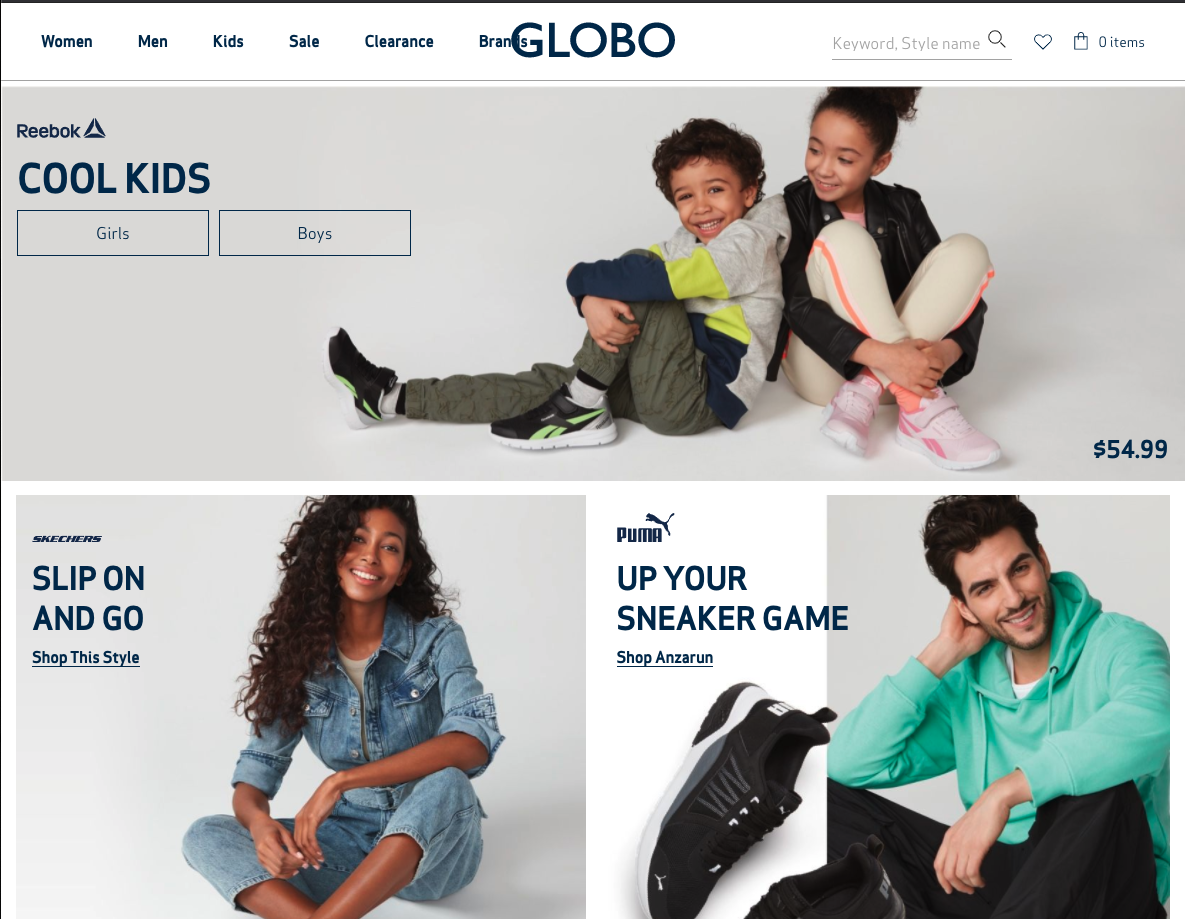 Women Men Kids Sale Clearance Brands GLOBO Keyword, Style name 0 items
Reebok
COOL KIDS
Girls Boys
$54.99
SKECHERS
SLIP ON
AND GO
Shop This Style
PUMA
UP YOUR
SNEAKER GAME
Shop Anzarun